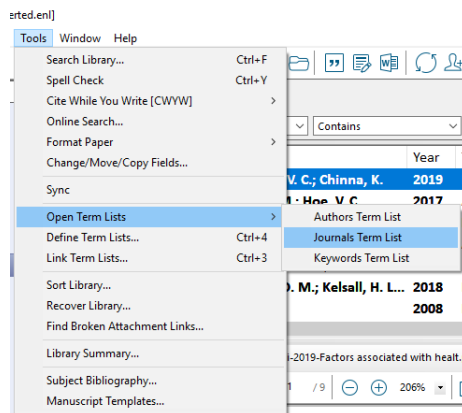 erted.enl]
Tools Window Help
Search Library... Ctrl+F
Spell Check Ctrl+Y
Cite While You Write [CWYW] >
Online Search...
Format Paper >
Contains
Change/Move/Copy Fields...
Year
Sync
V. C.; Chinna, K. 2019
Hoe, V. C. 2017
Open Term Lists >
Authors Term List
Define Term Lists... Ctrl+4
Journals Term List
Link Term Lists... Ctrl+3
Keywords Term List
Sort Library...
D. M.; Kelsall, H. L... 2018
Recover Library...
2008
Find Broken Attachment Links...
Library Summary...
i-2019-Factors associated with healt.
Subject Bibliography...
1 /9 206%
Manuscript Templates...